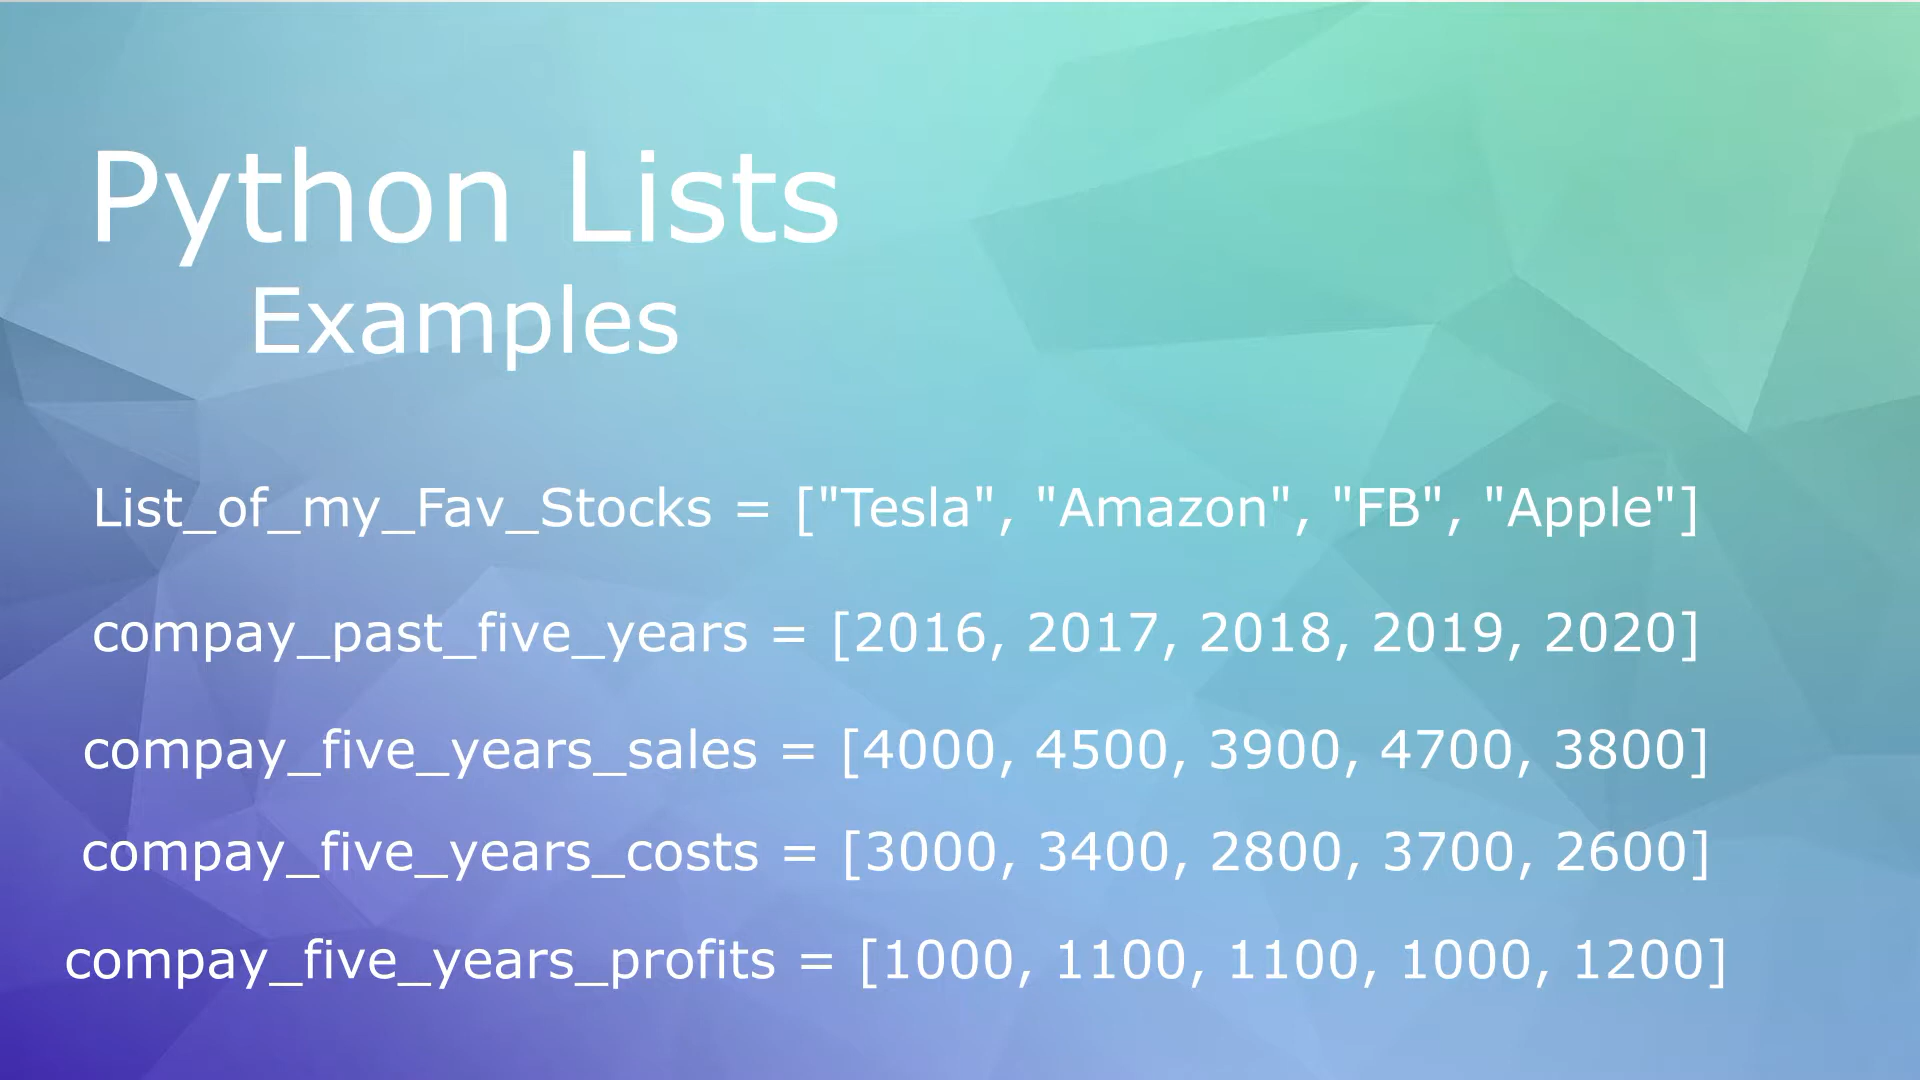 Python Lists
Examples
List_of_my_Fav_Stocks = ["Tesla", "Amazon", "FB", "Apple"]
compay_past_five_years = [2016, 2017, 2018, 2019, 2020]
compay_five_years_sales = [4000, 4500, 3900, 4700, 3800]
compay_five_years_costs = [3000, 3400, 2800, 3700, 2600]
compay_five_years_profits = [1000, 1100, 1100, 1000, 1200]